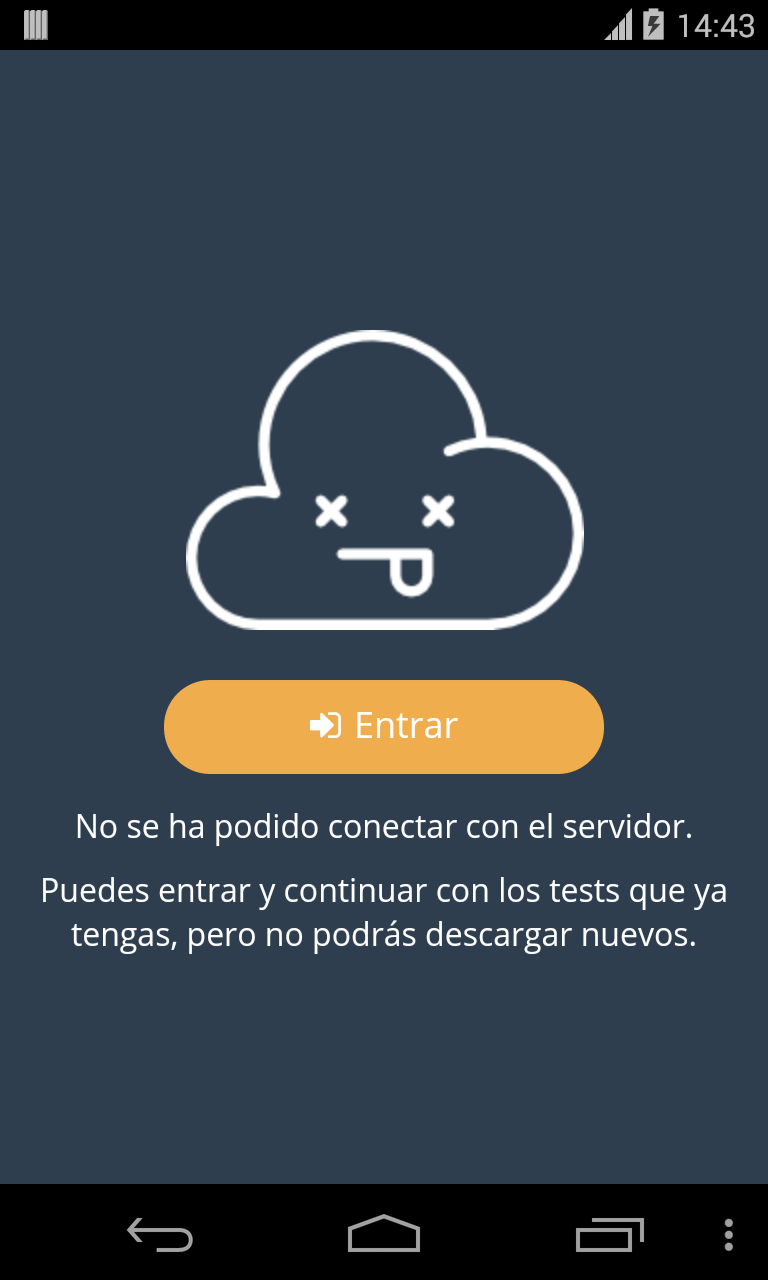 14:43
Entrar
No se ha podido conectar con el servidor.
Puedes entrar y continuar con los tests que ya
tengas, pero no podrás descargar nuevos.